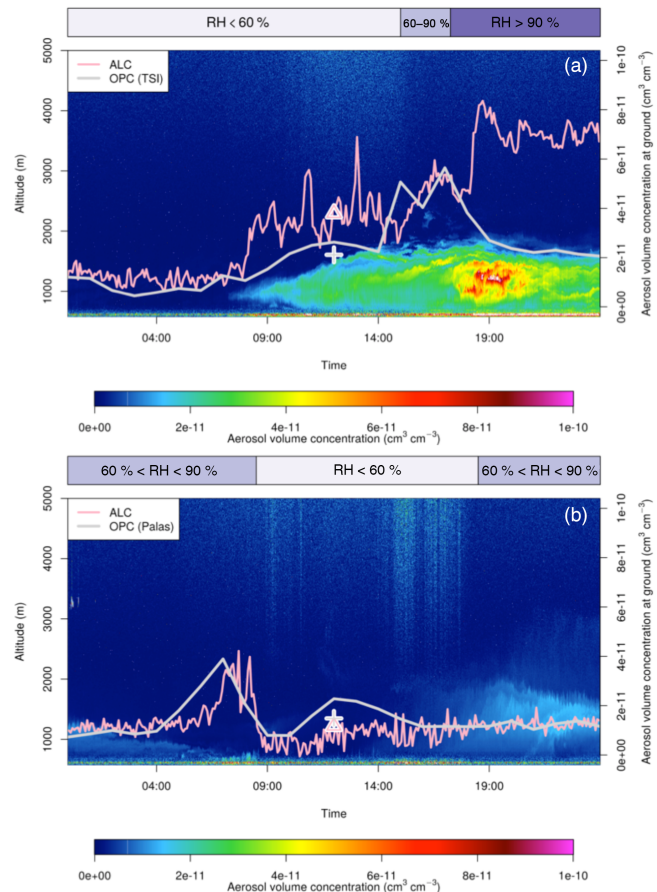 RH < 60 %
60–90 %
RH > 90 %
(a)
ALC
OPC (TSI)
5000
4000
3000
2000
1000
Altitude (m)
1e-10
8e-11
6e-11
4e-11
2e-11
0e+00
Aerosol volume concentration at ground (cm³ cm⁻³)
04:00
09:00
14:00
19:00
Time
0e+00
2e-11
4e-11
6e-11
8e-11
1e-10
Aerosol volume concentration (cm³ cm⁻³)
60 % < RH < 90 %
RH < 60 %
60 % < RH < 90 %
(b)
ALC
OPC (Palas)
5000
4000
3000
2000
1000
Altitude (m)
1e-10
8e-11
6e-11
4e-11
2e-11
0e+00
Aerosol volume concentration at ground (cm³ cm⁻³)
04:00
09:00
14:00
19:00
Time
0e+00
2e-11
4e-11
6e-11
8e-11
1e-10
Aerosol volume concentration (cm³ cm⁻³)